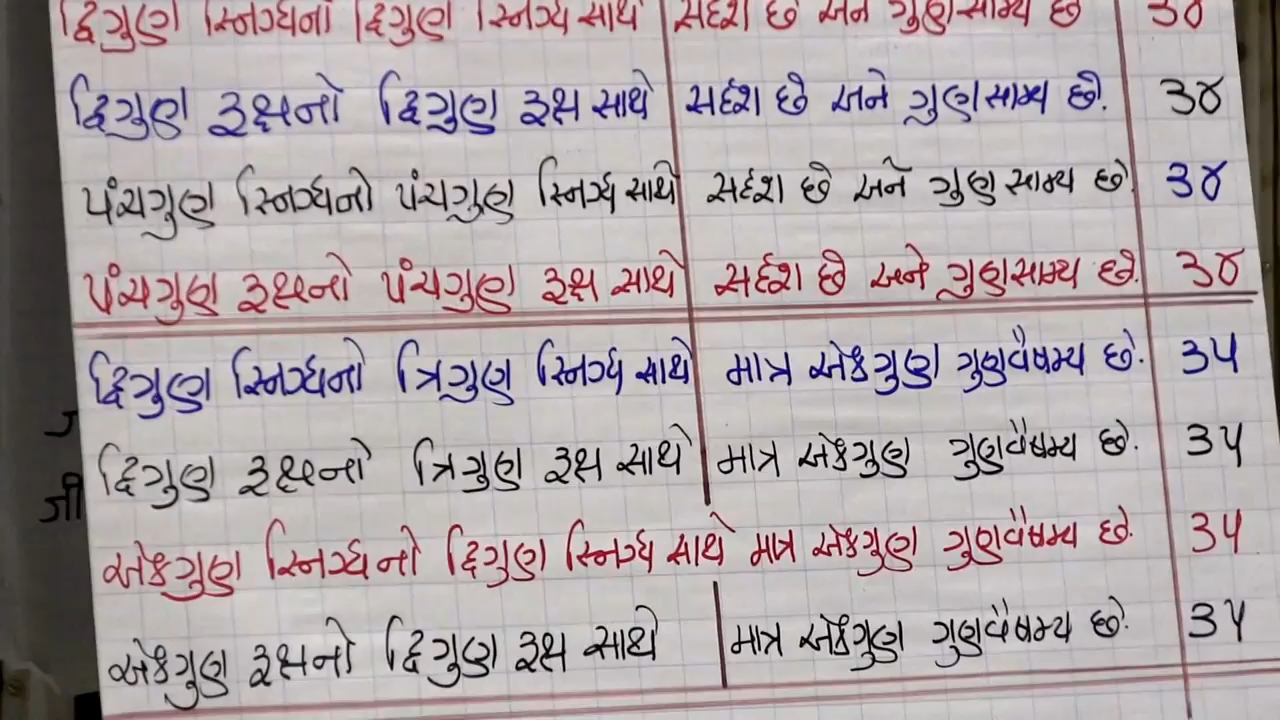 દ્વિગુણ સ્નિગ્ધનો દ્વિગુણ સ્નિગ્ધ સાથે સદૃશ છે અને ગુણસામ્ય છે ૩૪
દ્વિગુણ રૂક્ષનો દ્વિગુણ રૂક્ષ સાથે સદૃશ છે અને ગુણસામ્ય છે. ૩૪
પંચગુણ સ્નિગ્ધનો પંચગુણ સ્નિગ્ધ સાથે સદૃશ છે અને ગુણસામ્ય છે. ૩૪
પંચગુણ રૂક્ષનો પંચગુણ રૂક્ષ સાથે સદૃશ છે અને ગુણસામ્ય છે. ૩૪
દ્વિગુણ સ્નિગ્ધનો ત્રિગુણ સ્નિગ્ધ સાથે માત્ર એકગુણ ગુણવૈષમ્ય છે. ૩૫
દ્વિગુણ રૂક્ષનો ત્રિગુણ રૂક્ષ સાથે માત્ર એકગુણ ગુણવૈષમ્ય છે. ૩૫
એકગુણ સ્નિગ્ધનો દ્વિગુણ સ્નિગ્ધ સાથે માત્ર એકગુણ ગુણવૈષમ્ય છે. ૩૫
એકગુણ રૂક્ષનો દ્વિગુણ રૂક્ષ સાથે માત્ર એકગુણ ગુણવૈષમ્ય છે. ૩૫